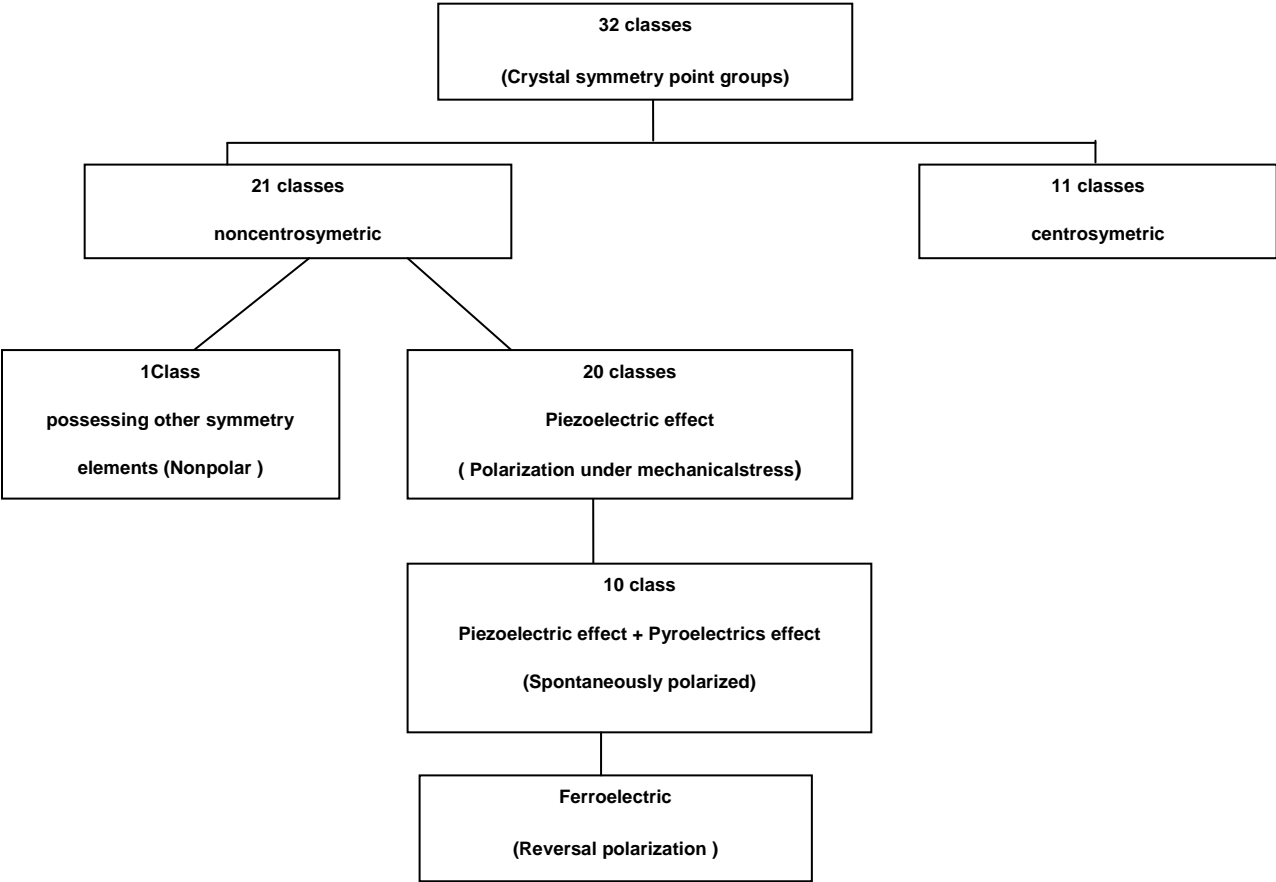 32 classes
(Crystal symmetry point groups)
21 classes
noncentrosymetric
11 classes
centrosymetric
1Class
possessing other symmetry
elements (Nonpolar )
20 classes
Piezoelectric effect
( Polarization under mechanicalstress)
10 class
Piezoelectric effect + Pyroelectrics effect
(Spontaneously polarized)
Ferroelectric
(Reversal polarization )